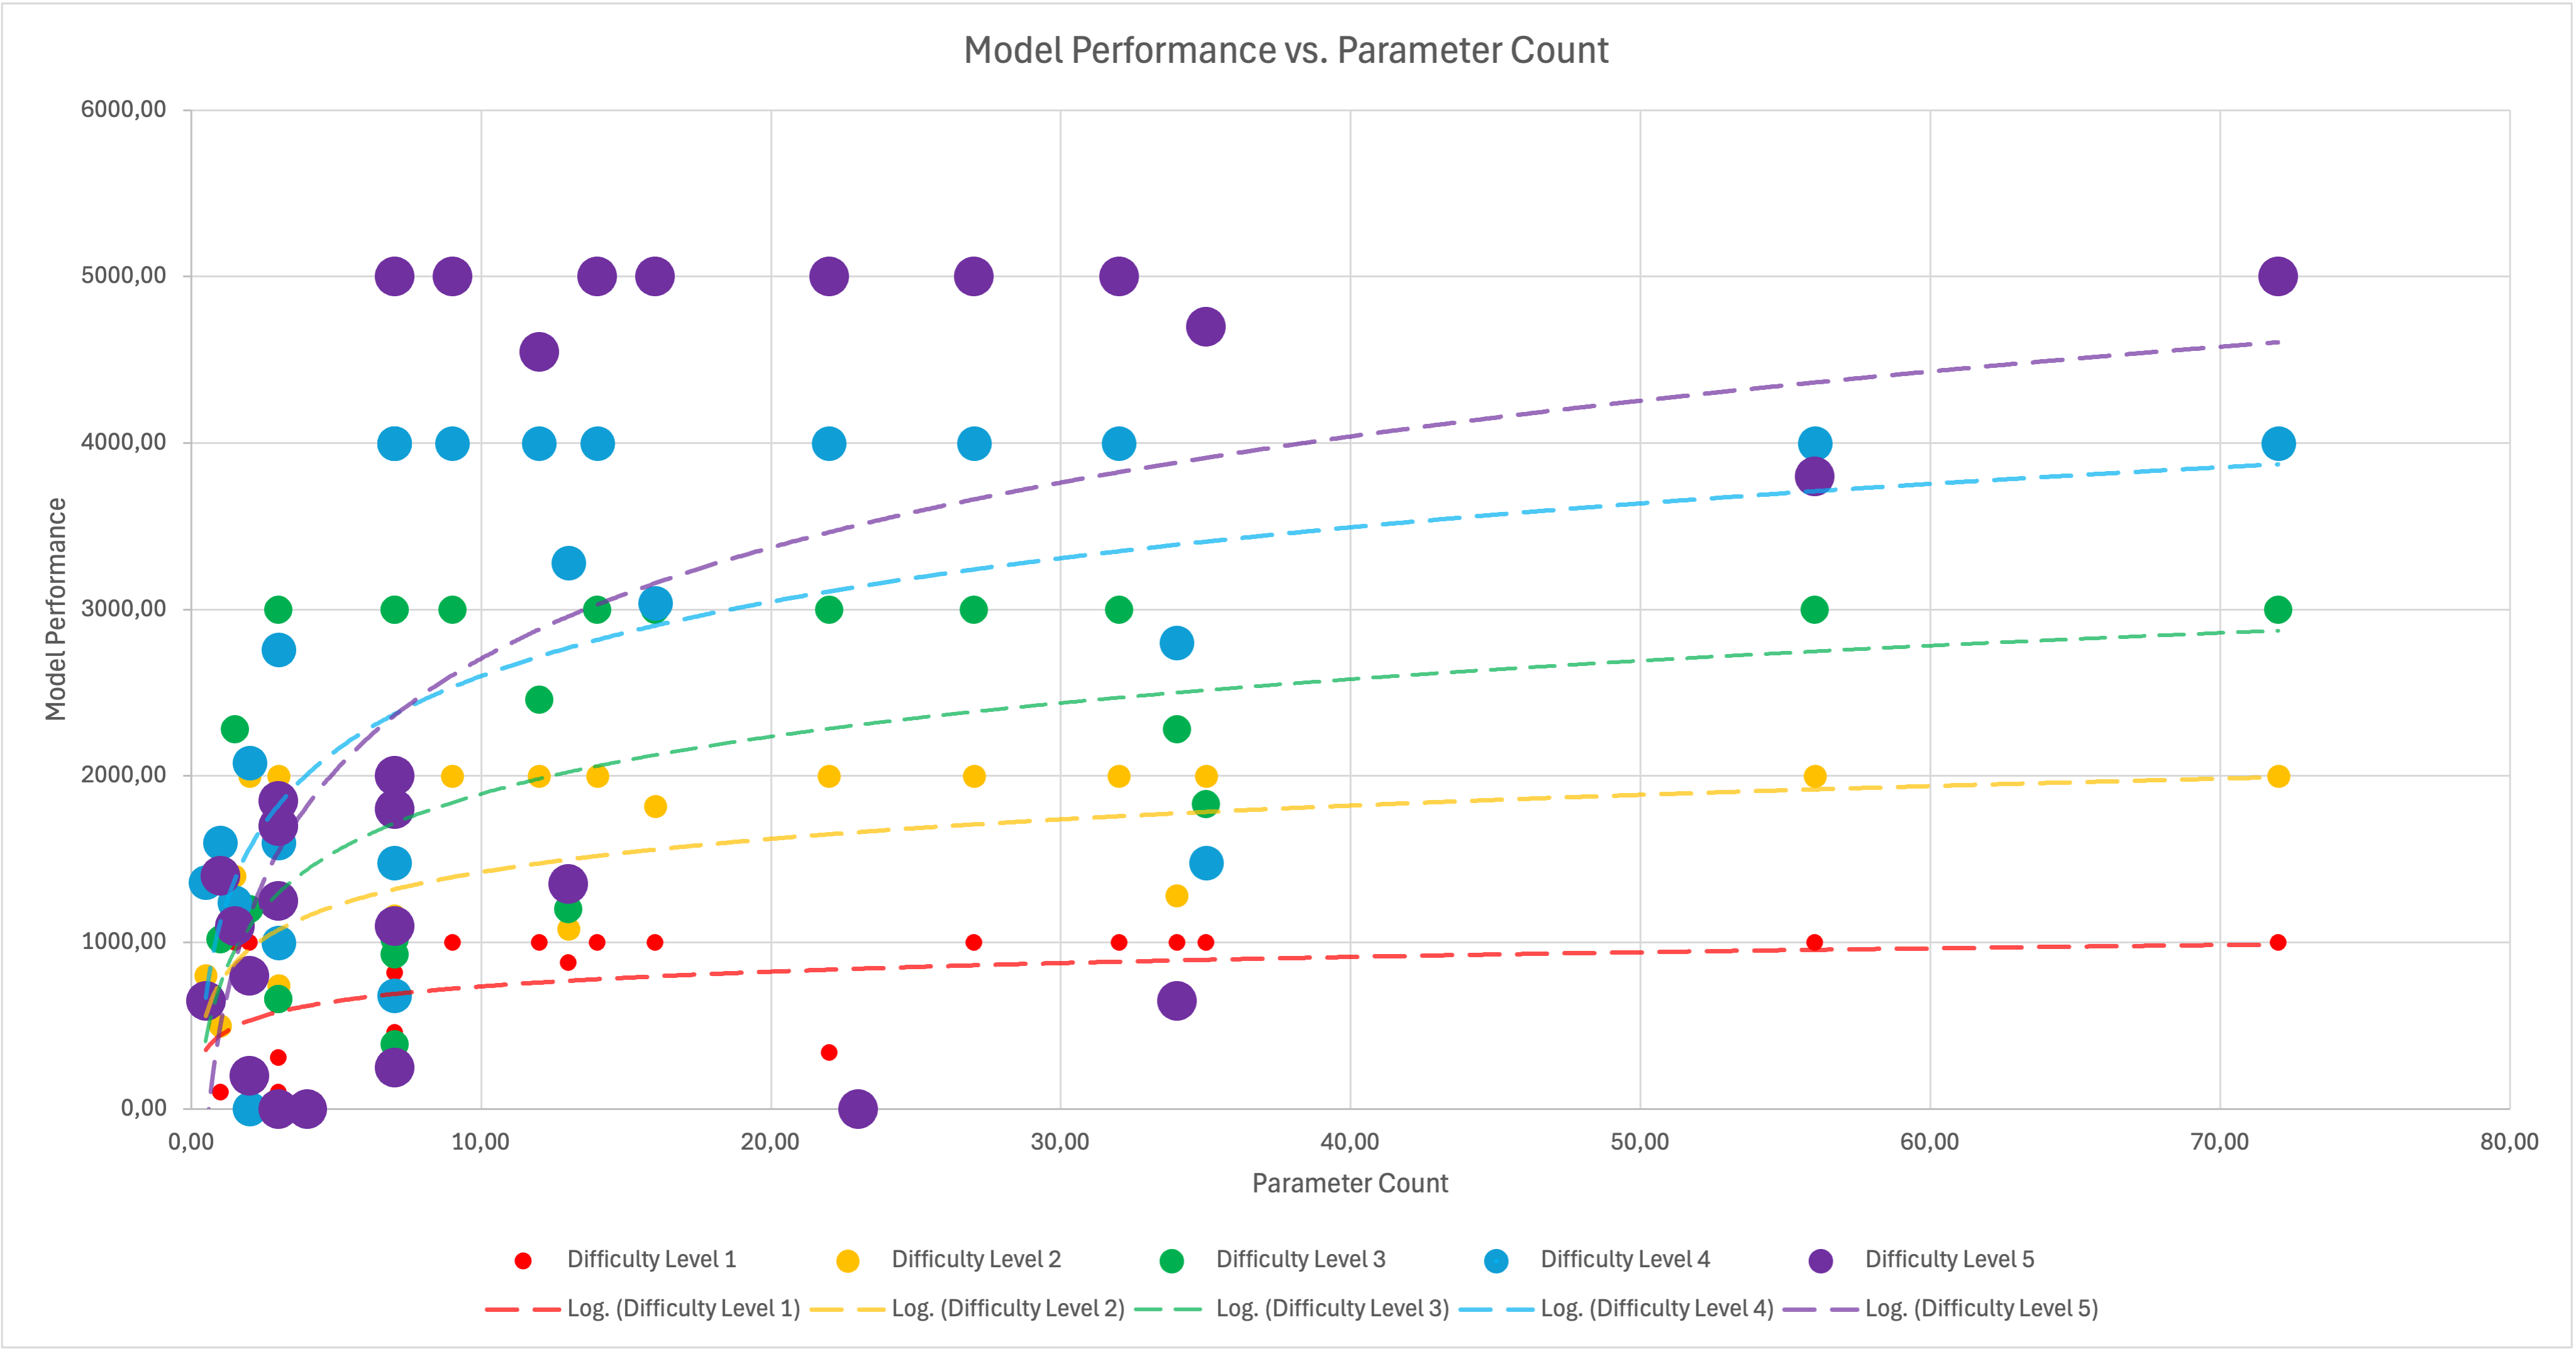 Model Performance vs. Parameter Count
6000,00
5000,00
4000,00
3000,00
2000,00
1000,00
0,00
Model Performance
0,00 10,00 20,00 30,00 40,00 50,00 60,00 70,00 80,00
Parameter Count
Difficulty Level 1 Difficulty Level 2 Difficulty Level 3 Difficulty Level 4 Difficulty Level 5
Log. (Difficulty Level 1) Log. (Difficulty Level 2) Log. (Difficulty Level 3) Log. (Difficulty Level 4) Log. (Difficulty Level 5)